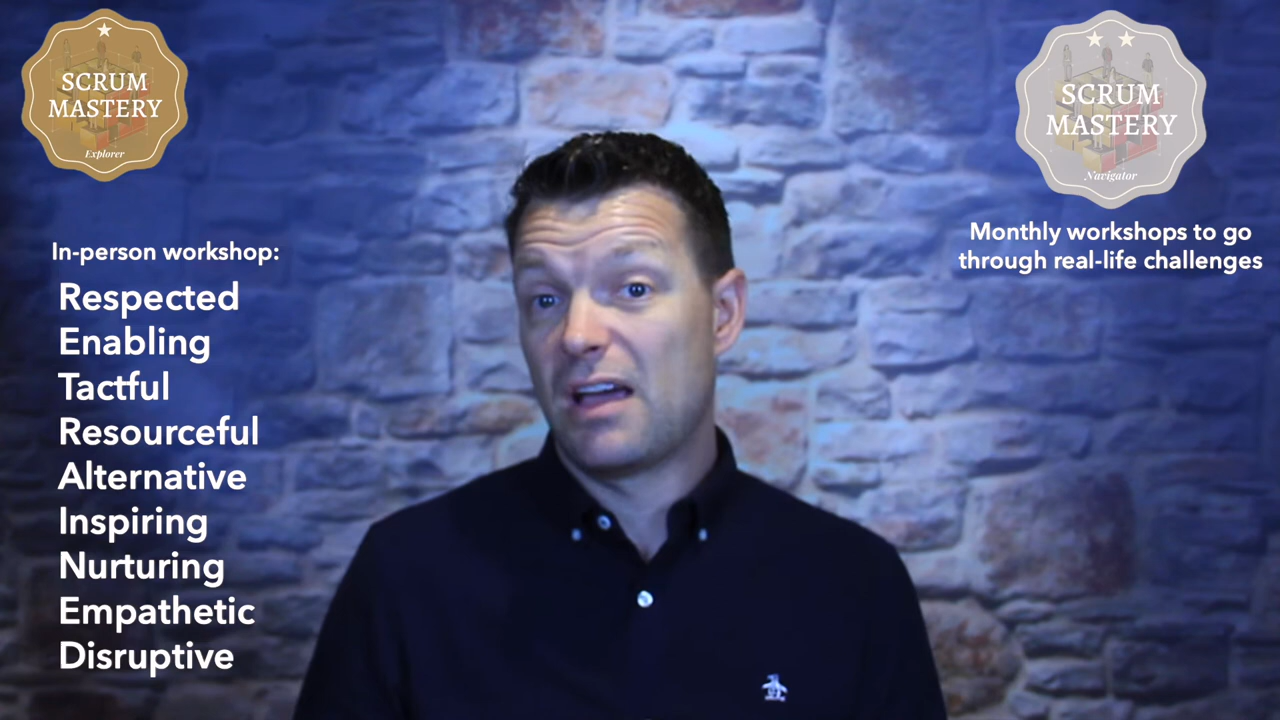 SCRUM
MASTERY
Explorer
In-person workshop:
Respected
Enabling
Tactful
Resourceful
Alternative
Inspiring
Nurturing
Empathetic
Disruptive
SCRUM
MASTERY
Navigator
Monthly workshops to go
through real-life challenges